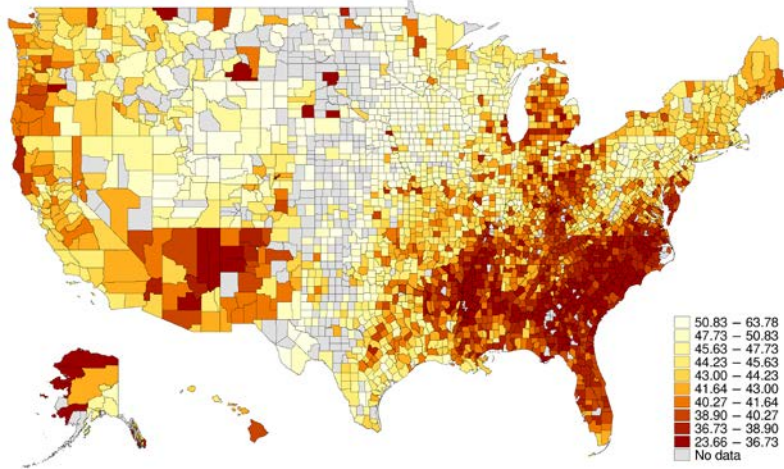 50.83 – 63.78
47.73 – 50.83
45.63 – 47.73
44.23 – 45.63
43.00 – 44.23
41.64 – 43.00
40.27 – 41.64
38.90 – 40.27
36.73 – 38.90
23.66 – 36.73
No data